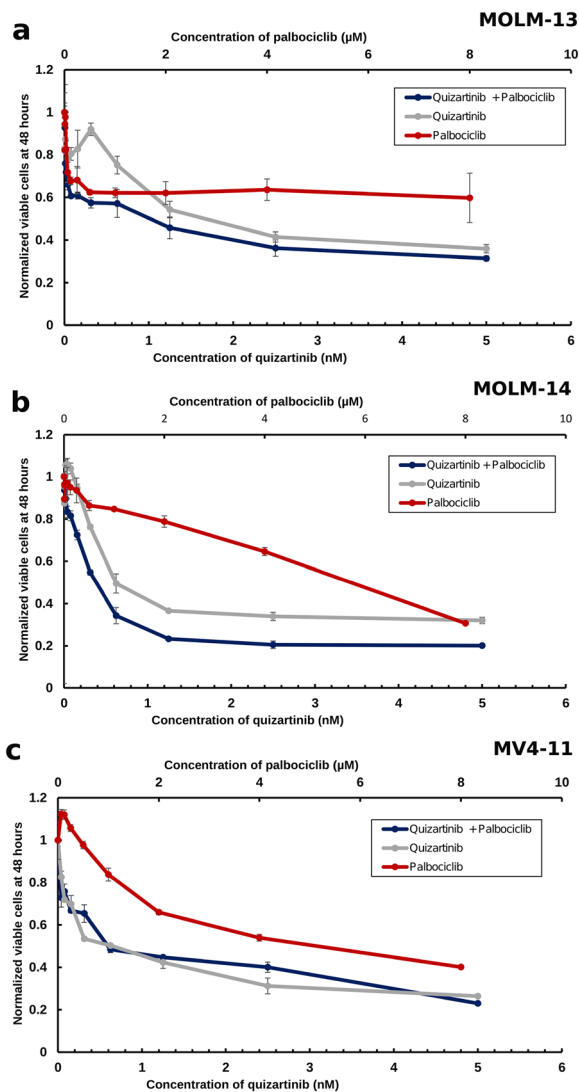 a
MOLM-13
Concentration of palbociclib (µM)
0 2 4 6 8 10
1.2
1
0.8
0.6
0.4
0.2
0
Normalized viable cells at 48 hours
Quizartinib + Palbociclib
Quizartinib
Palbociclib
0 1 2 3 4 5 6
Concentration of quizartinib (nM)
b
MOLM-14
Concentration of palbociclib (µM)
0 2 4 6 8 10
1.2
1
0.8
0.6
0.4
0.2
0
Normalized viable cells at 48 hours
Quizartinib + Palbociclib
Quizartinib
Palbociclib
0 1 2 3 4 5 6
Concentration of quizartinib (nM)
c
MV4-11
Concentration of palbociclib (µM)
0 2 4 6 8 10
1.2
1
0.8
0.6
0.4
0.2
0
Normalized viable cells at 48 hours
Quizartinib + Palbociclib
Quizartinib
Palbociclib
0 1 2 3 4 5 6
Concentration of quizartinib (nM)